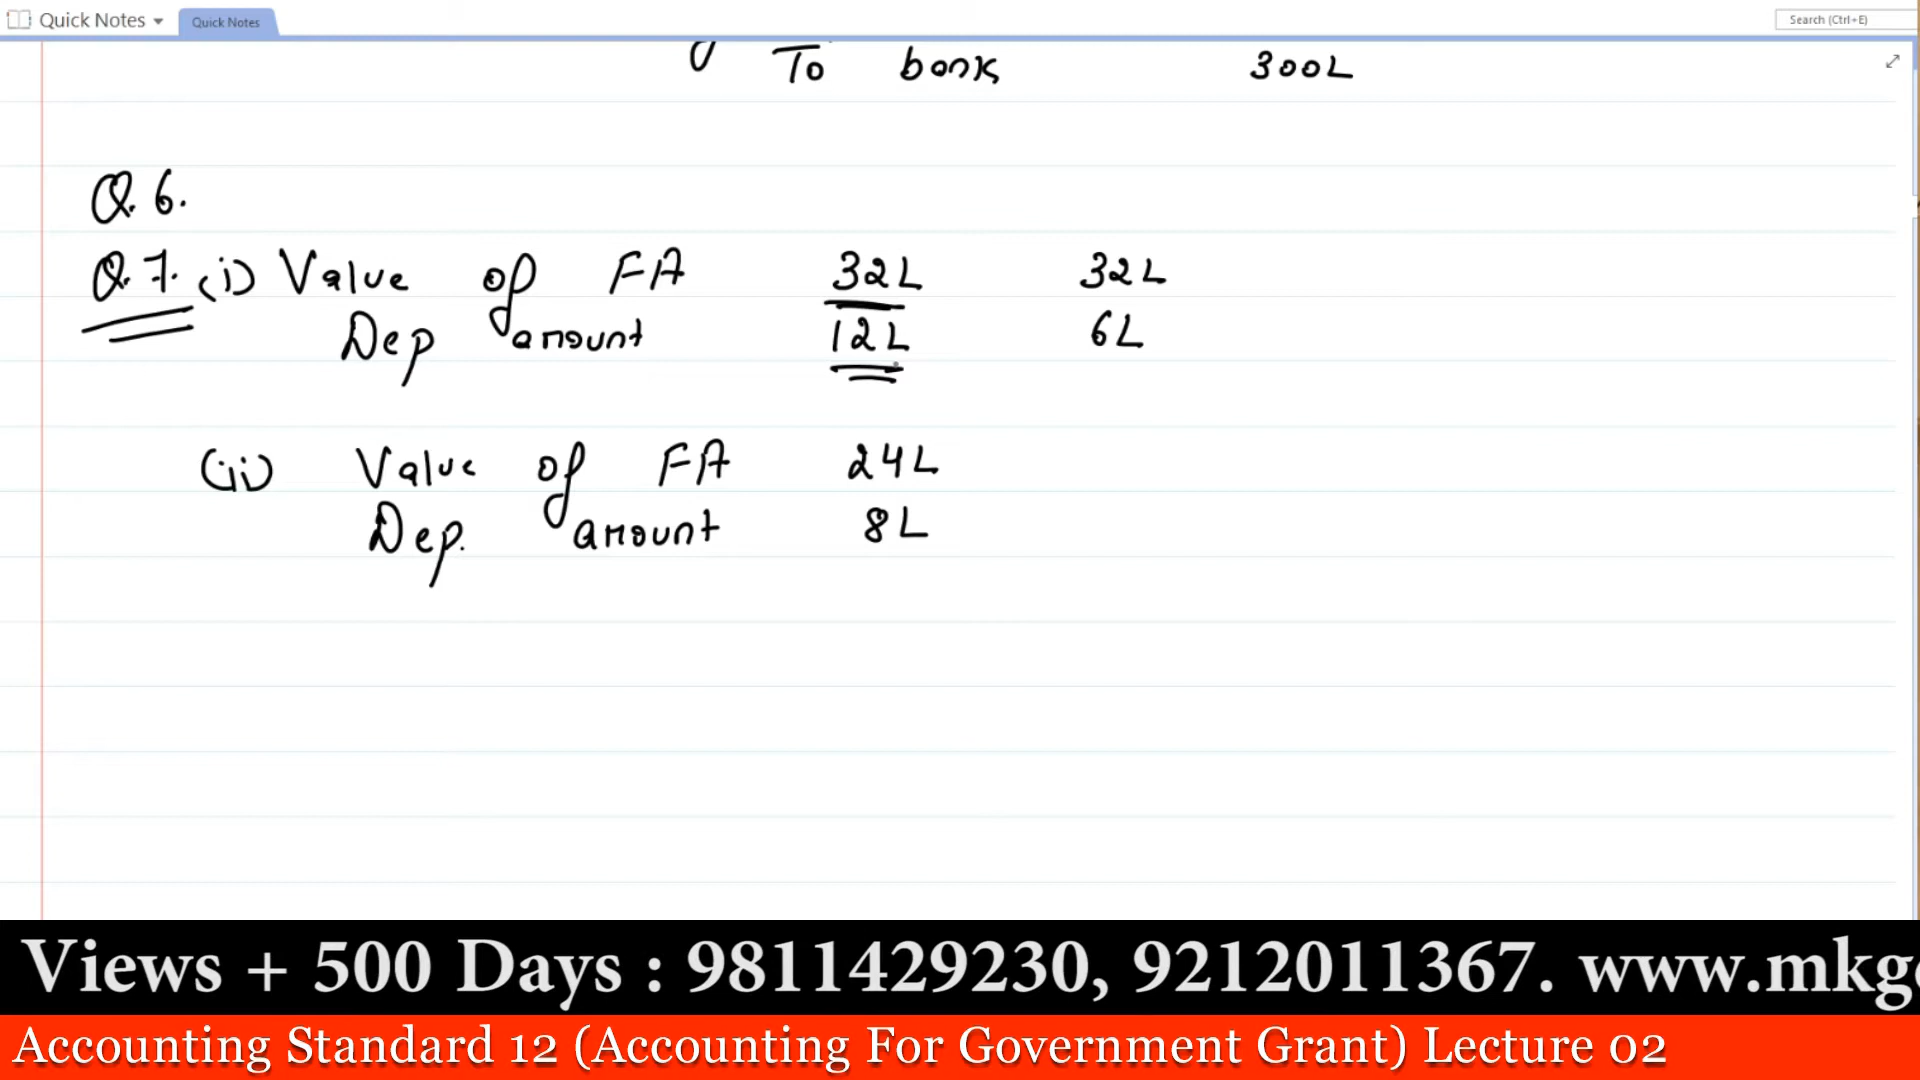 Quick Notes
Quick Notes
Search (Ctrl+E)
To bank 300L
Q.6.
Q.7. (i) Value of FA 32L 32L
Dep amount 12L 6L
(ii) Value of FA 24L
Dep. amount 8L
Views + 500 Days : 9811429230, 9212011367. www.mkg
Accounting Standard 12 (Accounting For Government Grant) Lecture 02